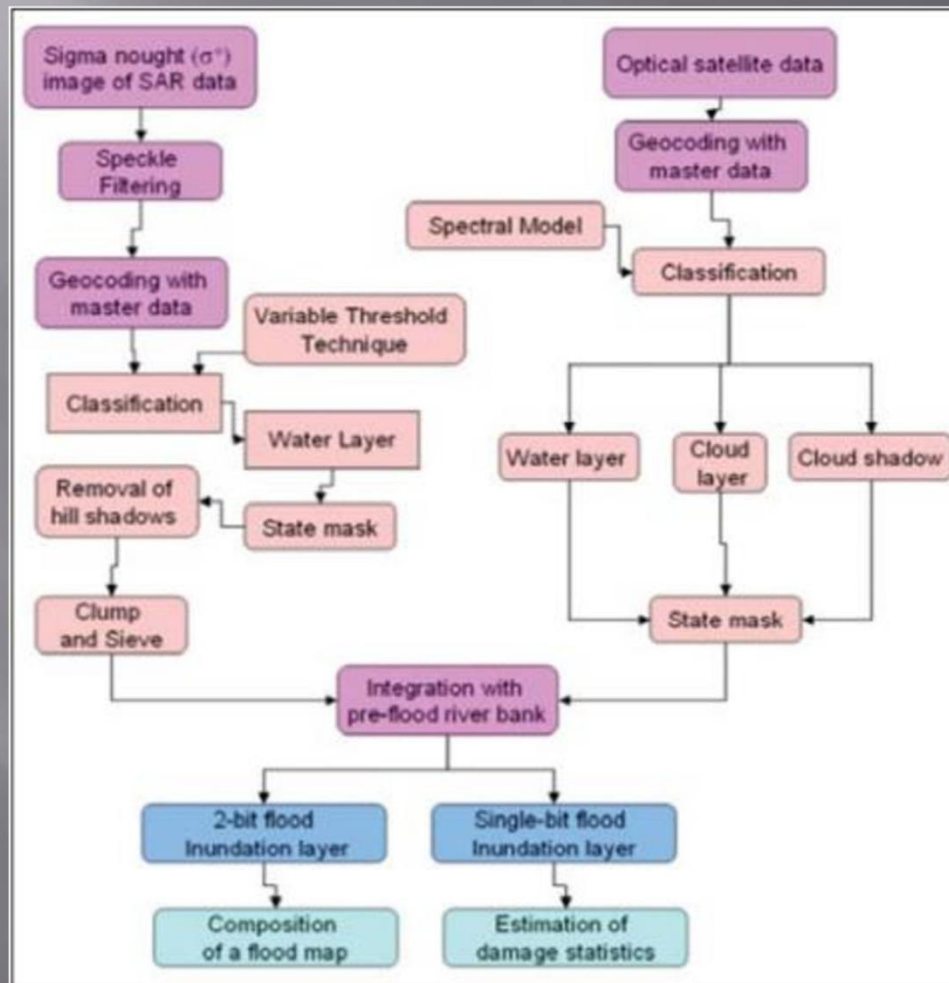 Sigma nought (σ°)
image of SAR data
Speckle
Filtering
Geocoding with
master data
Variable Threshold
Technique
Classification
Water Layer
State mask
Removal of
hill shadows
Clump
and Sieve
Optical satellite data
Geocoding with
master data
Spectral Model
Classification
Water layer
Cloud
layer
Cloud shadow
State mask
Integration with
pre-flood river bank
2-bit flood
Inundation layer
Single-bit flood
Inundation layer
Composition
of a flood map
Estimation of
damage statistics